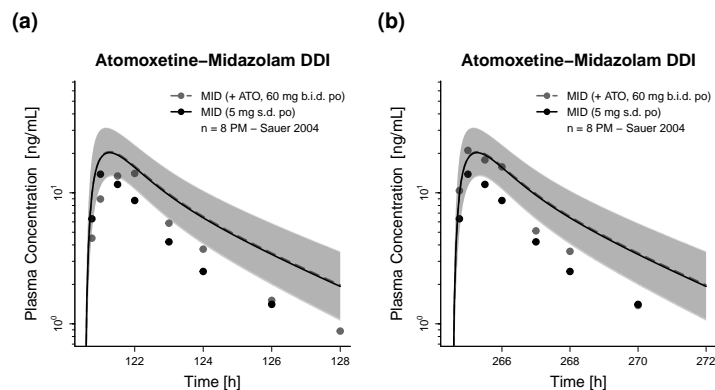 (a)
Atomoxetine−Midazolam DDI
MID (+ ATO, 60 mg b.i.d. po)
MID (5 mg s.d. po)
n = 8 PM − Sauer 2004
Plasma Concentration [ng/mL]
10¹
10⁰
122 124 126 128
Time [h]
(b)
Atomoxetine−Midazolam DDI
MID (+ ATO, 60 mg b.i.d. po)
MID (5 mg s.d. po)
n = 8 PM − Sauer 2004
Plasma Concentration [ng/mL]
10¹
10⁰
266 268 270 272
Time [h]